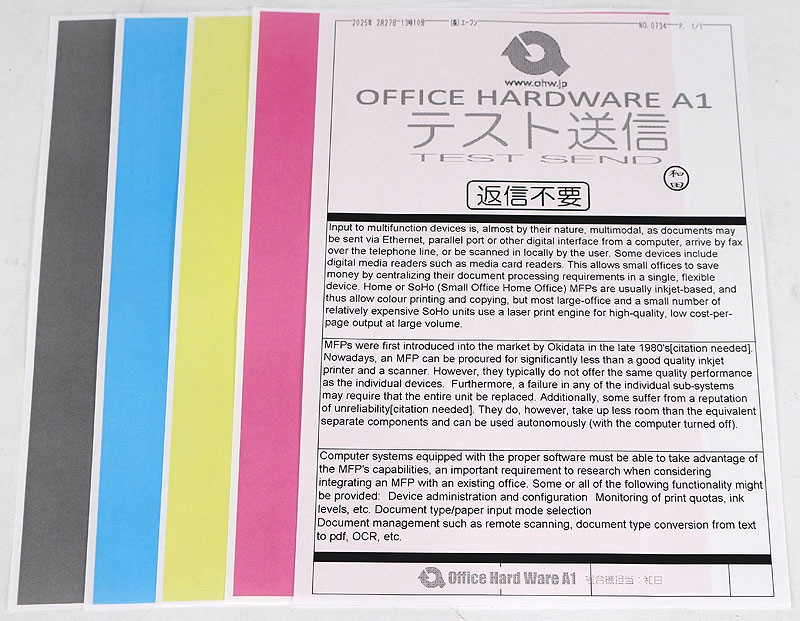 2025年 2月27日 13時10分 (株)エーワン NO. 0734 P. 1/1
www.ohw.jp
OFFICE HARDWARE A1
テスト送信
TEST SEND
和田
返信不要
Input to multifunction devices is, almost by their nature, multimodal, as documents may
be sent via Ethernet, parallel port or other digital interface from a computer, arrive by fax
over the telephone line, or be scanned in locally by the user. Some devices include
digital media readers such as media card readers. This allows small offices to save
money by centralizing their document processing requirements in a single, flexible
device. Home or SoHo (Small Office Home Office) MFPs are usually inkjet-based, and
thus allow colour printing and copying, but most large-office and a small number of
relatively expensive SoHo units use a laser print engine for high-quality, low cost-per-
page output at large volume.
MFPs were first introduced into the market by Okidata in the late 1980's[citation needed].
Nowadays, an MFP can be procured for significantly less than a good quality inkjet
printer and a scanner. However, they typically do not offer the same quality performance
as the individual devices.  Furthermore, a failure in any of the individual sub-systems
may require that the entire unit be replaced. Additionally, some suffer from a reputation
of unreliability[citation needed]. They do, however, take up less room than the equivalent
separate components and can be used autonomously (with the computer turned off).
Computer systems equipped with the proper software must be able to take advantage of
the MFP's capabilities, an important requirement to research when considering
integrating an MFP with an existing office. Some or all of the following functionality might
be provided:  Device administration and configuration  Monitoring of print quotas, ink
levels, etc. Document type/paper input mode selection
Document management such as remote scanning, document type conversion from text
to pdf, OCR, etc.
Office Hard Ware A1 複合機担当：和田